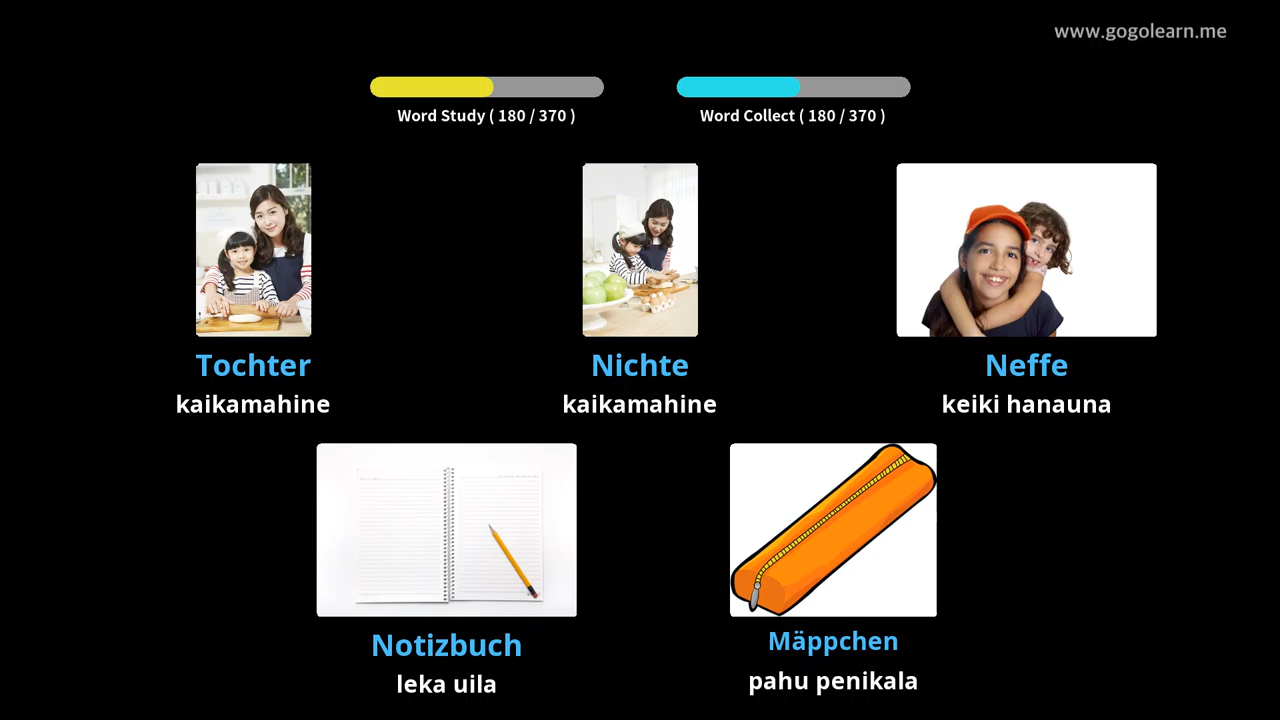 www.gogolearn.me
Word Study ( 180 / 370 )
Word Collect ( 180 / 370 )
Tochter
kaikamahine
Nichte
kaikamahine
Neffe
keiki hanauna
Notizbuch
leka uila
Mäppchen
pahu penikala